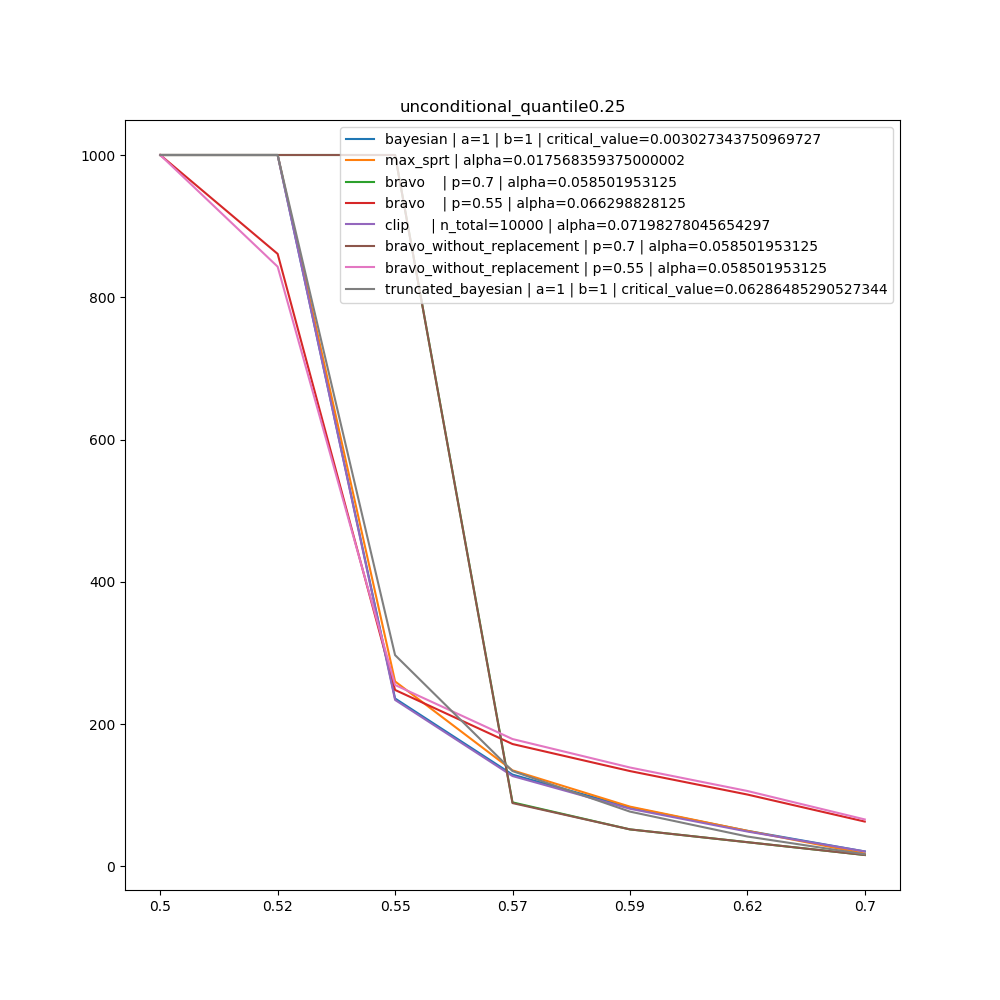 unconditional_quantile0.25
bayesian | a=1 | b=1 | critical_value=0.003027343750969727
max_sprt | alpha=0.017568359375000002
bravo    | p=0.7 | alpha=0.058501953125
bravo    | p=0.55 | alpha=0.066298828125
clip     | n_total=10000 | alpha=0.07198278045654297
bravo_without_replacement | p=0.7 | alpha=0.058501953125
bravo_without_replacement | p=0.55 | alpha=0.058501953125
truncated_bayesian | a=1 | b=1 | critical_value=0.06286485290527344
1000
800
600
400
200
0
0.5 0.52 0.55 0.57 0.59 0.62 0.7